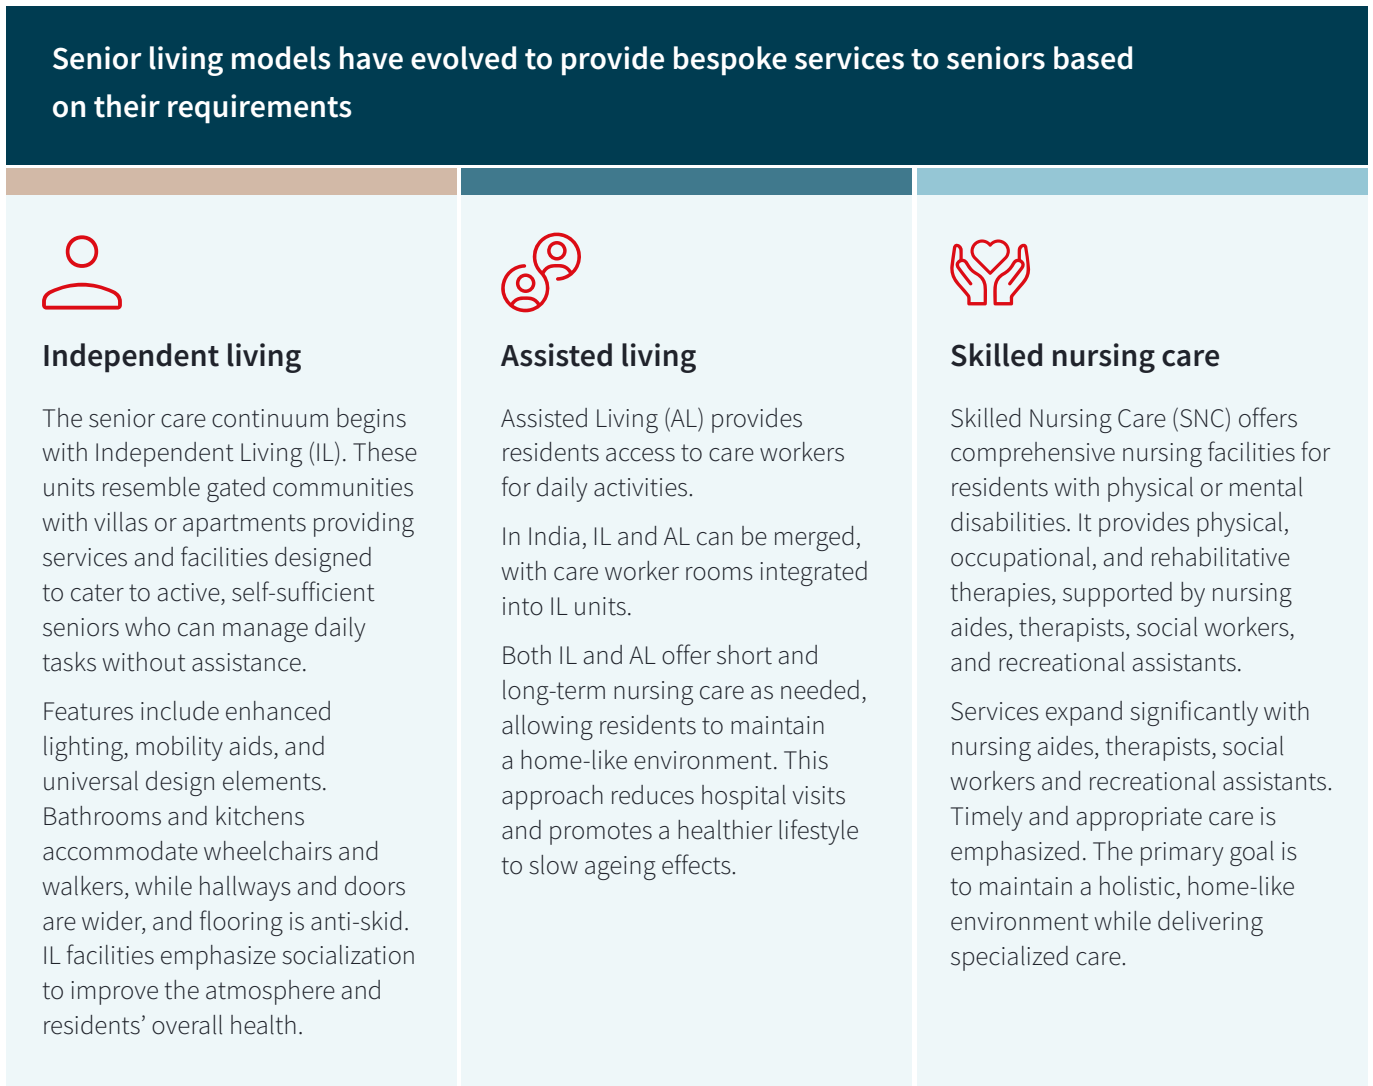 Senior living models have evolved to provide bespoke services to seniors based
on their requirements
Independent living
The senior care continuum begins
with Independent Living (IL). These
units resemble gated communities
with villas or apartments providing
services and facilities designed
to cater to active, self-sufficient
seniors who can manage daily
tasks without assistance.
Features include enhanced
lighting, mobility aids, and
universal design elements.
Bathrooms and kitchens
accommodate wheelchairs and
walkers, while hallways and doors
are wider, and flooring is anti-skid.
IL facilities emphasize socialization
to improve the atmosphere and
residents’ overall health.
Assisted living
Assisted Living (AL) provides
residents access to care workers
for daily activities.
In India, IL and AL can be merged,
with care worker rooms integrated
into IL units.
Both IL and AL offer short and
long-term nursing care as needed,
allowing residents to maintain
a home-like environment. This
approach reduces hospital visits
and promotes a healthier lifestyle
to slow ageing effects.
Skilled nursing care
Skilled Nursing Care (SNC) offers
comprehensive nursing facilities for
residents with physical or mental
disabilities. It provides physical,
occupational, and rehabilitative
therapies, supported by nursing
aides, therapists, social workers,
and recreational assistants.
Services expand significantly with
nursing aides, therapists, social
workers and recreational assistants.
Timely and appropriate care is
emphasized. The primary goal is
to maintain a holistic, home-like
environment while delivering
specialized care.